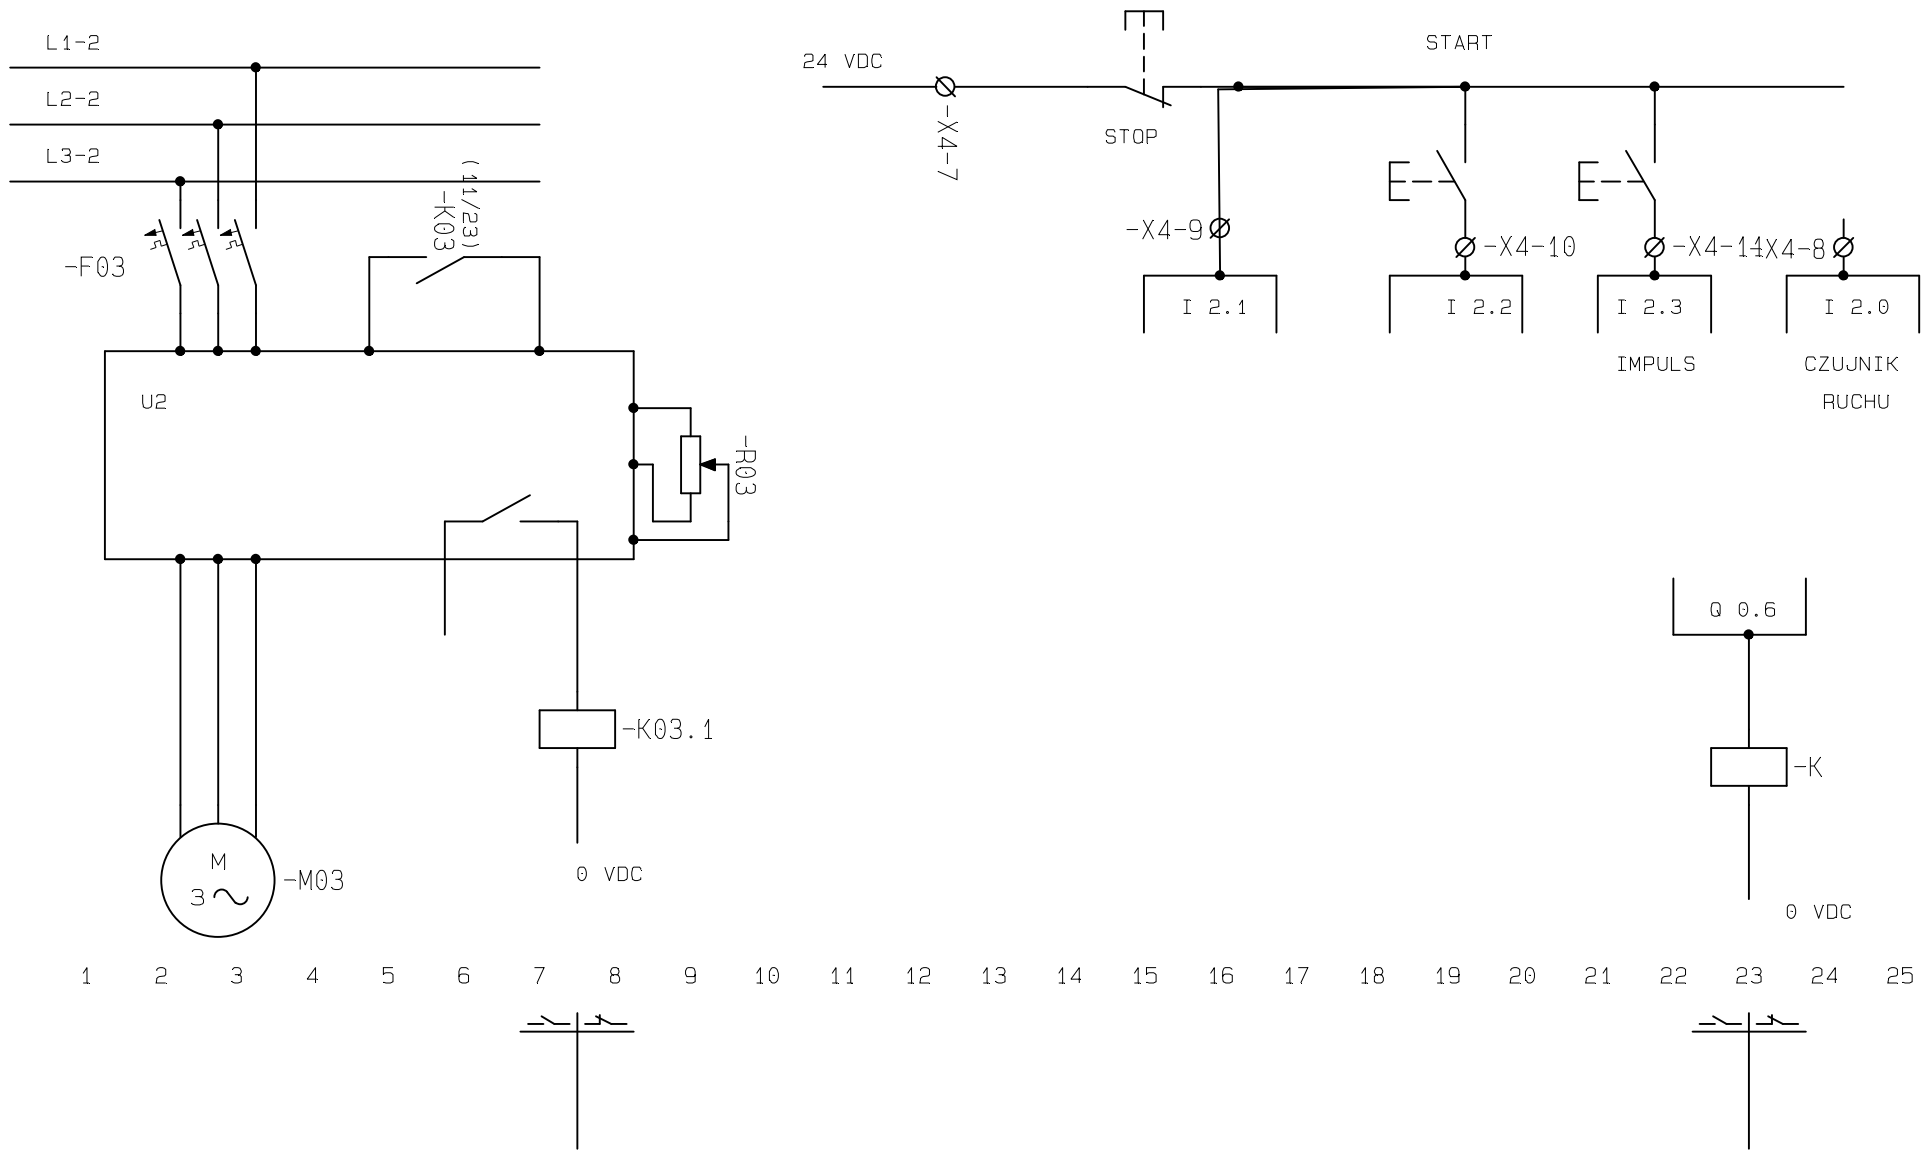 L1-2
L2-2
L3-2
-F03
-K03
(11/23)
U2
-R03
-K03.1
0 VDC
M
3
-M03
24 VDC
-X4-7
STOP
START
-X4-9
-X4-10
-X4-11
-X4-8
I 2.1
I 2.2
I 2.3
I 2.0
IMPULS
CZUJNIK
RUCHU
Q 0.6
-K
0 VDC
1 2 3 4 5 6 7 8 9 10 11 12 13 14 15 16 17 18 19 20 21 22 23 24 25